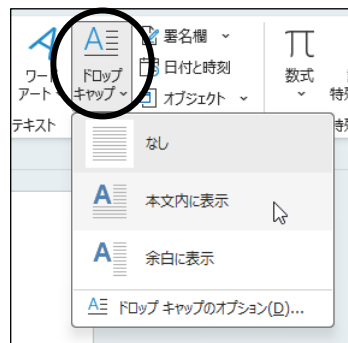 ワード
アート
ドロップ
キャップ
署名欄
日付と時刻
オブジェクト
数式
テキスト
なし
本文内に表示
余白に表示
ドロップ キャップのオプション(D)...